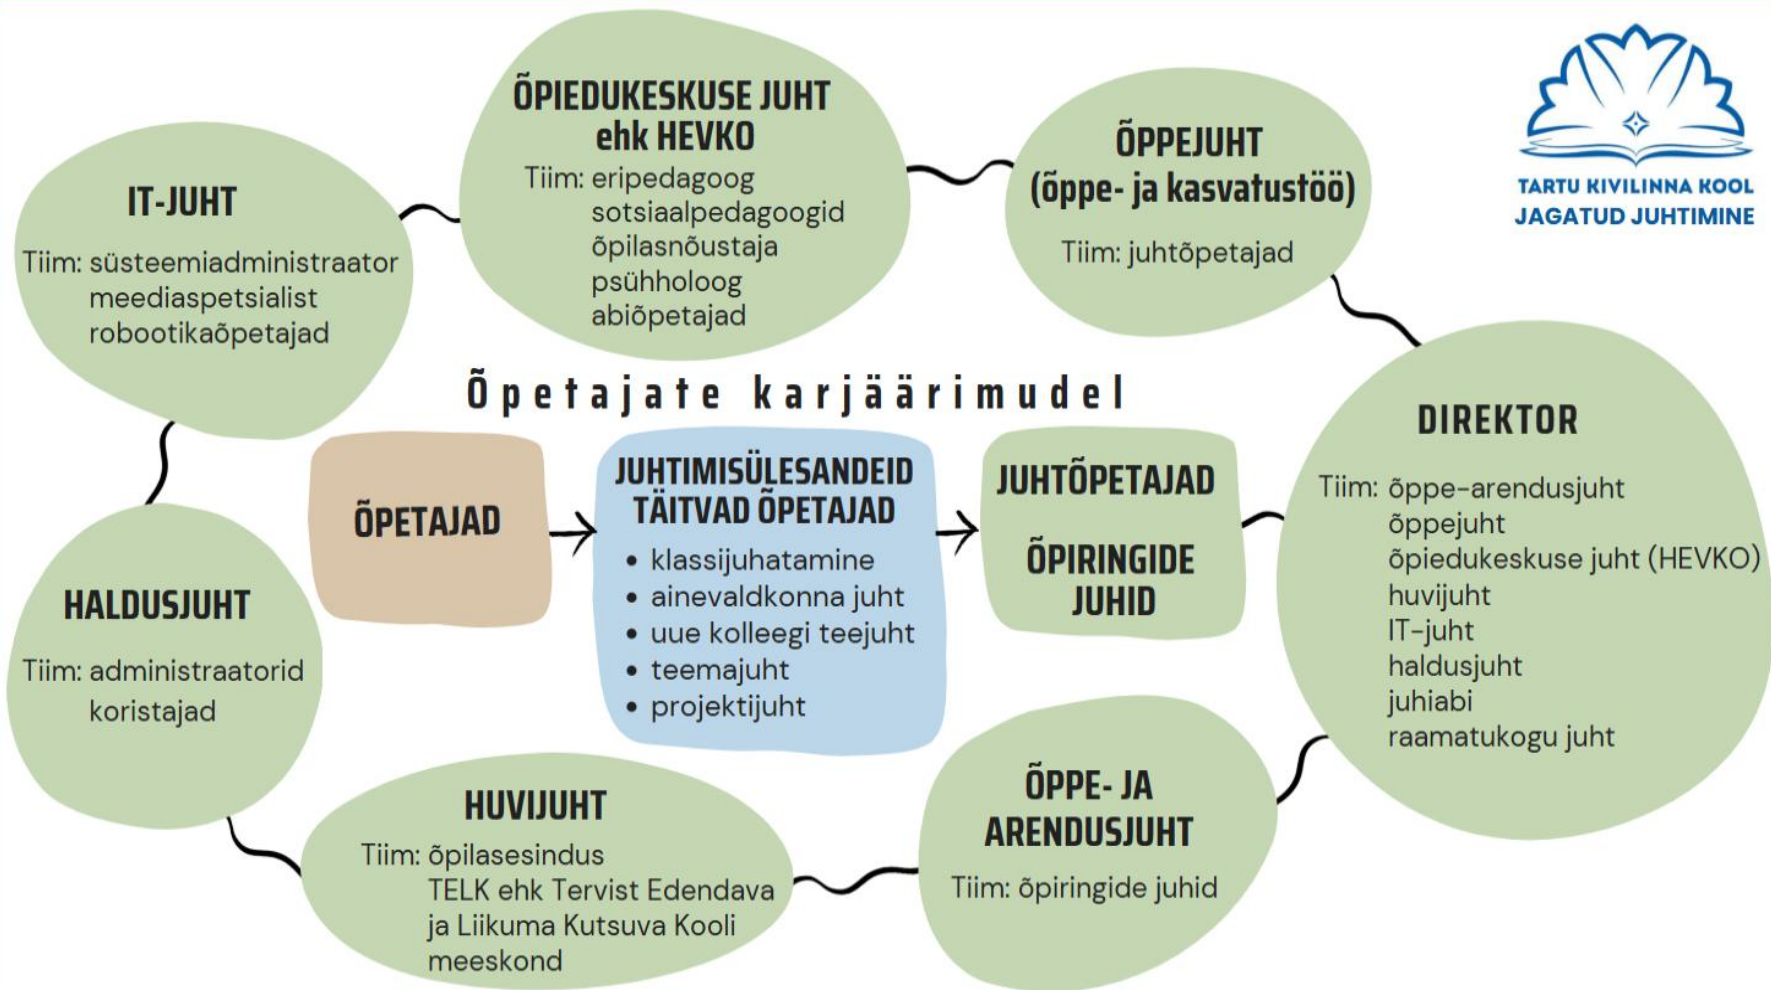 ÕPIEDUKESKUSE JUHT
ehk HEVKO
Tiim: eripedagoog
sotsiaalpedagoogid
õpilasnõustaja
psühholoog
abiõpetajad
ÕPPEJUHT
(õppe- ja kasvatustöö)
Tiim: juhtõpetajad
TARTU KIVILINNA KOOL
JAGATUD JUHTIMINE
IT-JUHT
Tiim: süsteemiadministraator
meediaspetsialist
robootikaõpetajad
Õpetajate karjäärimudel
ÕPETAJAD
JUHTIMISÜLESANDEID
TÄITVAD ÕPETAJAD
• klassijuhatamine
• ainevaldkonna juht
• uue kolleegi teejuht
• teemajuht
• projektijuht
JUHTÕPETAJAD
ÕPIRINGIDE
JUHID
DIREKTOR
Tiim: õppe-arendusjuht
õppejuht
õpiedukeskuse juht (HEVKO)
huvijuht
IT-juht
haldusjuht
juhiabi
raamatukogu juht
HALDUSJUHT
Tiim: administraatorid
koristajad
HUVIJUHT
Tiim: õpilasesindus
TELK ehk Tervist Edendava
ja Liikuma Kutsuva Kooli
meeskond
ÕPPE- JA
ARENDUSJUHT
Tiim: õpiringide juhid